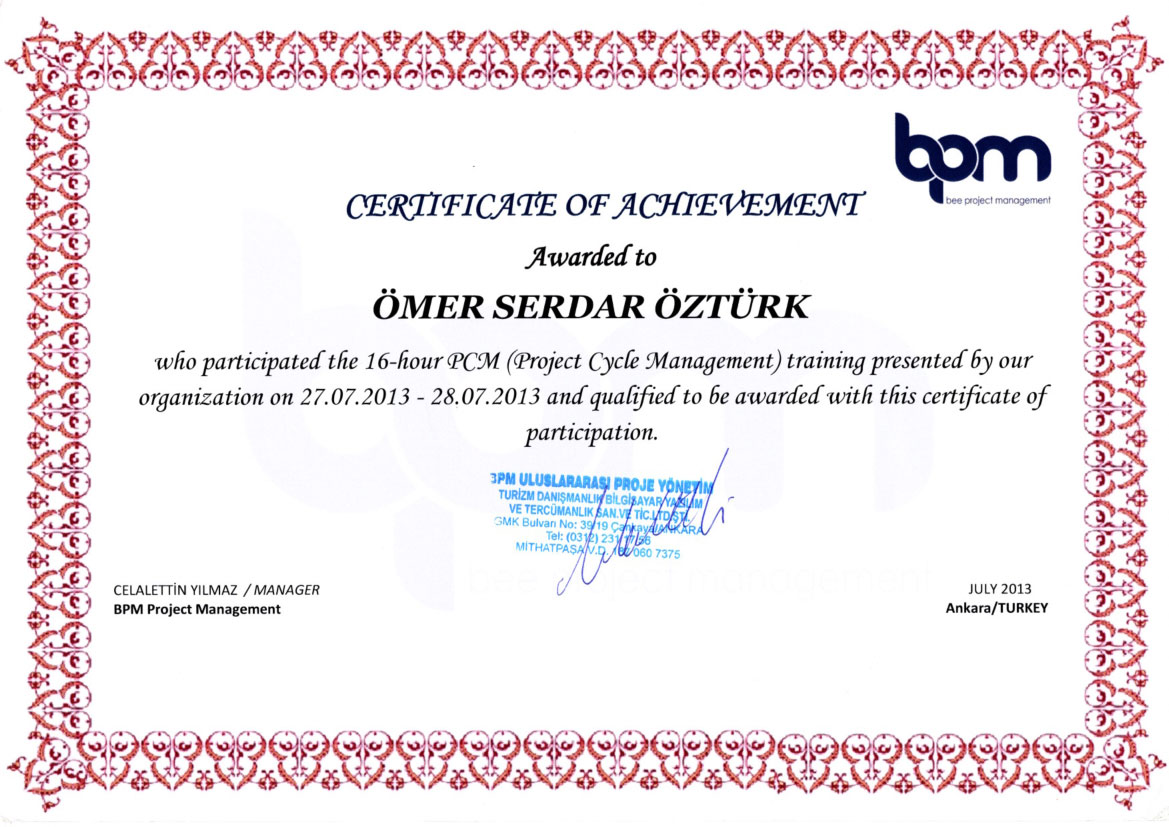 bpm
bee project management
CERTIFICATE OF ACHIEVEMENT
Awarded to
ÖMER SERDAR ÖZTÜRK
who participated the 16-hour PCM (Project Cycle Management) training presented by our
organization on 27.07.2013 - 28.07.2013 and qualified to be awarded with this certificate of
participation.
BPM ULUSLARARASI PROJE YÖNETİM
TURİZM DANIŞMANLIK BİLGİSAYAR YAZILIM
VE TERCÜMANLIK SAN.VE TİC.LTD.ŞTİ.
GMK Bulvarı No: 39/19 Çankaya/ANKARA
Tel: (0312) 231
MİTHATPAŞA V.D. 060 7375
bee project management
CELALETTİN YILMAZ / MANAGER
BPM Project Management
JULY 2013
Ankara/TURKEY